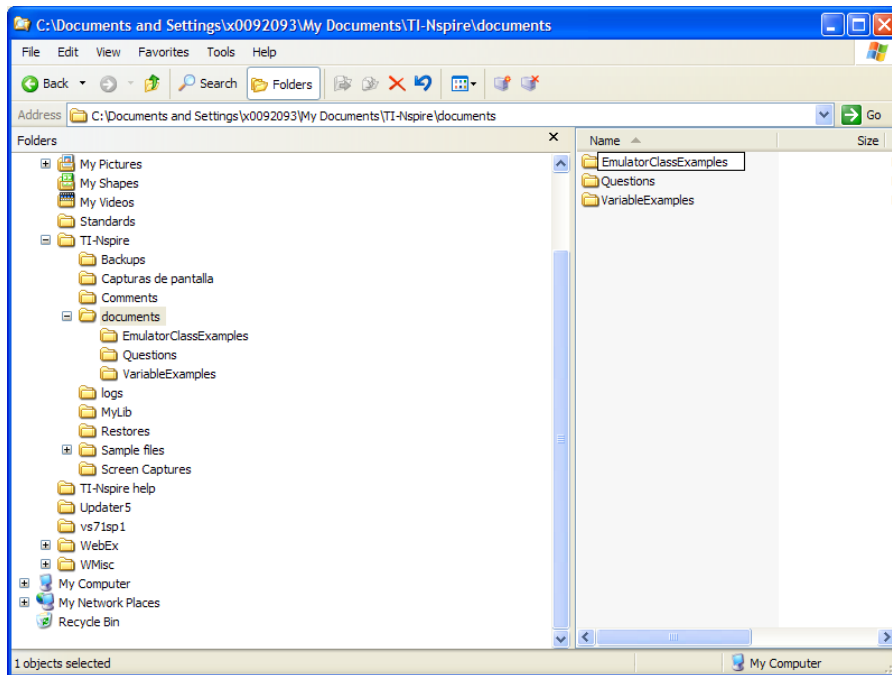 C:\Documents and Settings\x0092093\My Documents\TI-Nspire\documents
File Edit View Favorites Tools Help
Back Search Folders
Address C:\Documents and Settings\x0092093\My Documents\TI-Nspire\documents Go
Folders x Name Size
My Pictures
My Shapes
My Videos
Standards
TI-Nspire
Backups
Capturas de pantalla
Comments
documents
EmulatorClassExamples
Questions
VariableExamples
logs
MyLib
Restores
Sample files
Screen Captures
TI-Nspire help
Updater5
vs71sp1
WebEx
WMisc
My Computer
My Network Places
Recycle Bin
EmulatorClassExamples
Questions
VariableExamples
1 objects selected My Computer